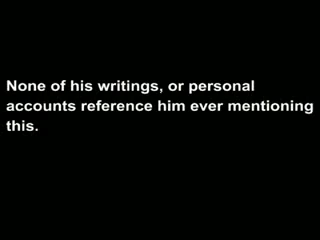 None of his writings, or personal
accounts reference him ever mentioning
this.